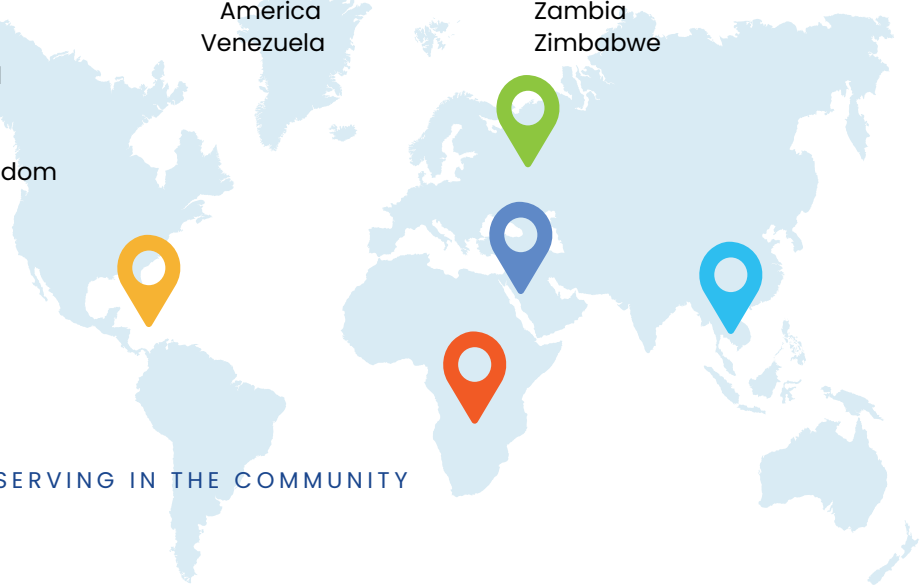 America
Venezuela
Zambia
Zimbabwe
dom
SERVING IN THE COMMUNITY